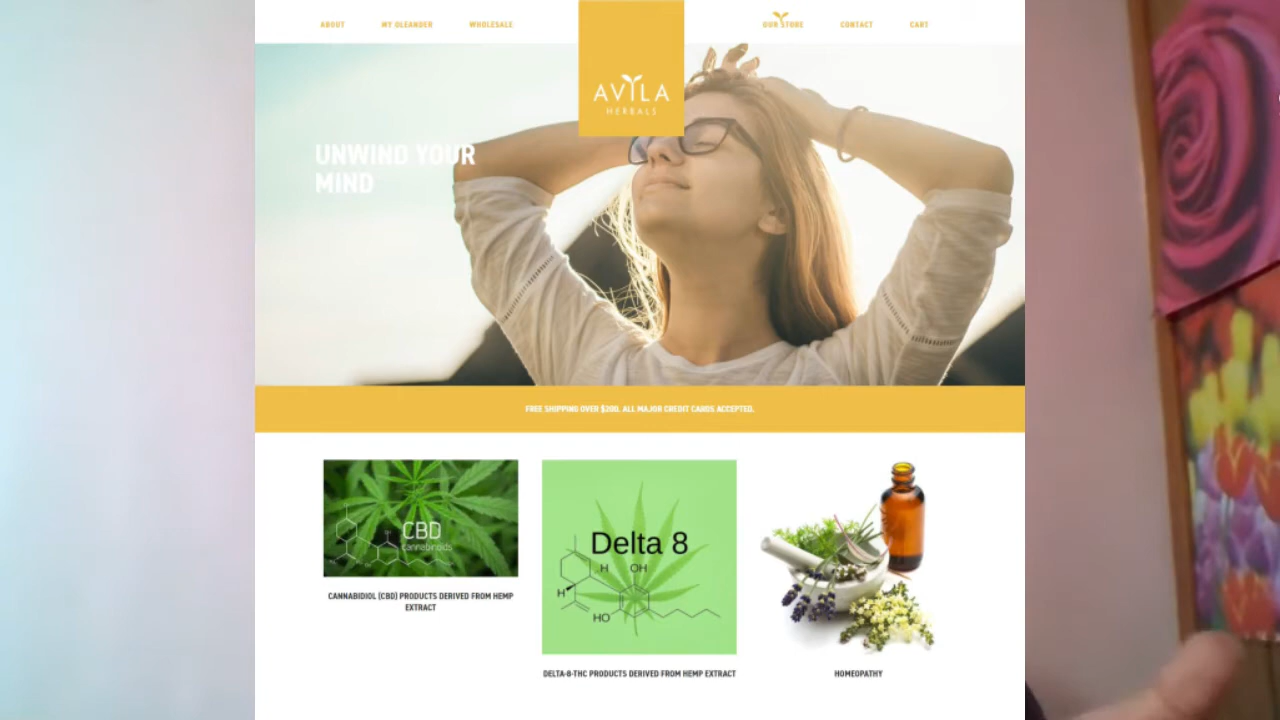 ABOUT
MY OLEANDER
WHOLESALE
OUR STORE
CONTACT
CART
AVILA
HERBALS
UNWIND YOUR
MIND
FREE SHIPPING OVER $200. ALL MAJOR CREDIT CARDS ACCEPTED.
CBD
cannabinoids
CANNABIDIOL (CBD) PRODUCTS DERIVED FROM HEMP
EXTRACT
Delta 8
H OH
H
HO
DELTA-8-THC PRODUCTS DERIVED FROM HEMP EXTRACT
HOMEOPATHY